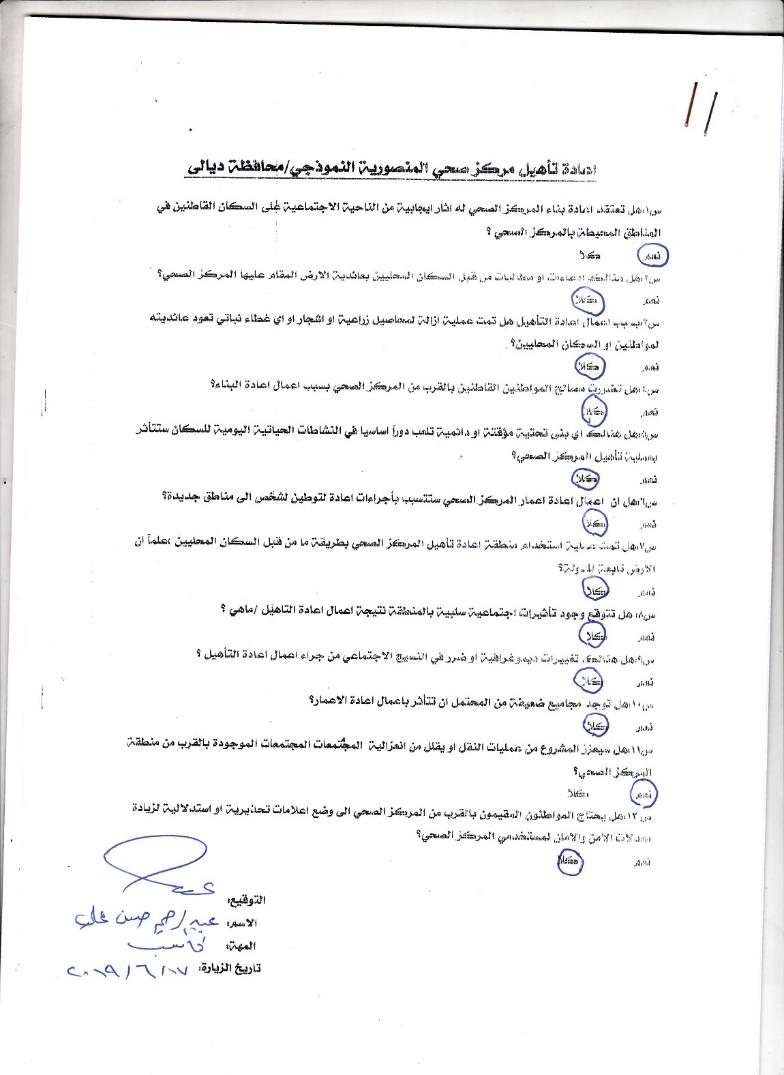 ١١
اعادة تأهيل مركز صحي المنصورية النموذجي/محافظة ديالى
س١:هل تعتقد اعادة بناء المركز الصحي له اثار ايجابية من الناحية الاجتماعية على السكان القاطنين في
المناطق المحيطة بالمركز الصحي ؟
نعم كلا
س٢:هل هنالك ادعاءات او مطالبات من قبل السكان المحليين بعائدية الارض المقام عليها المركز الصحي؟
نعم كلا
س٣:بسبب اعمال اعادة التأهيل هل تمت عملية ازالة لمحاصيل زراعية او اشجار او اي غطاء نباتي تعود عائديته
لمواطنين او السكان المحليين؟
نعم كلا
س٤:هل تضررت مصالح المواطنين القاطنين بالقرب من المركز الصحي بسبب اعمال اعادة البناء؟
نعم كلا
س٥:هل هنالك اي بنى تحتية مؤقتة او دائمية تلعب دوراً اساسيا في النشاطات الحياتية اليومية للسكان ستتأثر
بعملية تأهيل المركز الصحي؟
نعم كلا
س٦:هل ان اعمال اعادة اعمار المركز الصحي ستتسبب بأجراءات اعادة لتوطين لشخص الى مناطق جديدة؟
نعم كلا
س٧:هل تمت عملية استخدام منطقة اعادة تأهيل المركز الصحي بطريقة ما من قبل السكان المحليين ،علماً ان
الارض تابعة للدولة؟
نعم كلا
س٨:هل تتوقع وجود تأثيرات اجتماعية سلبية بالمنطقة نتيجة اعمال اعادة التاهيل /ماهي ؟
نعم كلا
س٩:هل هنالك تغييرات ديموغرافية او ضرر في النسيج الاجتماعي من جراء اعمال اعادة التأهيل ؟
نعم كلا
س١٠:هل توجد مجاميع ضعيفة من المحتمل ان تتأثر باعمال اعادة الاعمار؟
نعم كلا
س١١:هل سيعزز المشروع من عمليات النقل او يقلل من انعزالية المجتمعات المجتمعات الموجودة بالقرب من منطقة
المركز الصحي؟
نعم كلا
س١٢:هل يحتاج المواطنون المقيمون بالقرب من المركز الصحي الى وضع اعلامات تحذيرية او استدلالية لزيادة
معدلات الامن والامان لمستخدمي المركز الصحي؟
نعم كلا
التوقيع:
الاسم: حسن
المهة:
تاريخ الزيارة: ٢٠١٩/٦/١٧